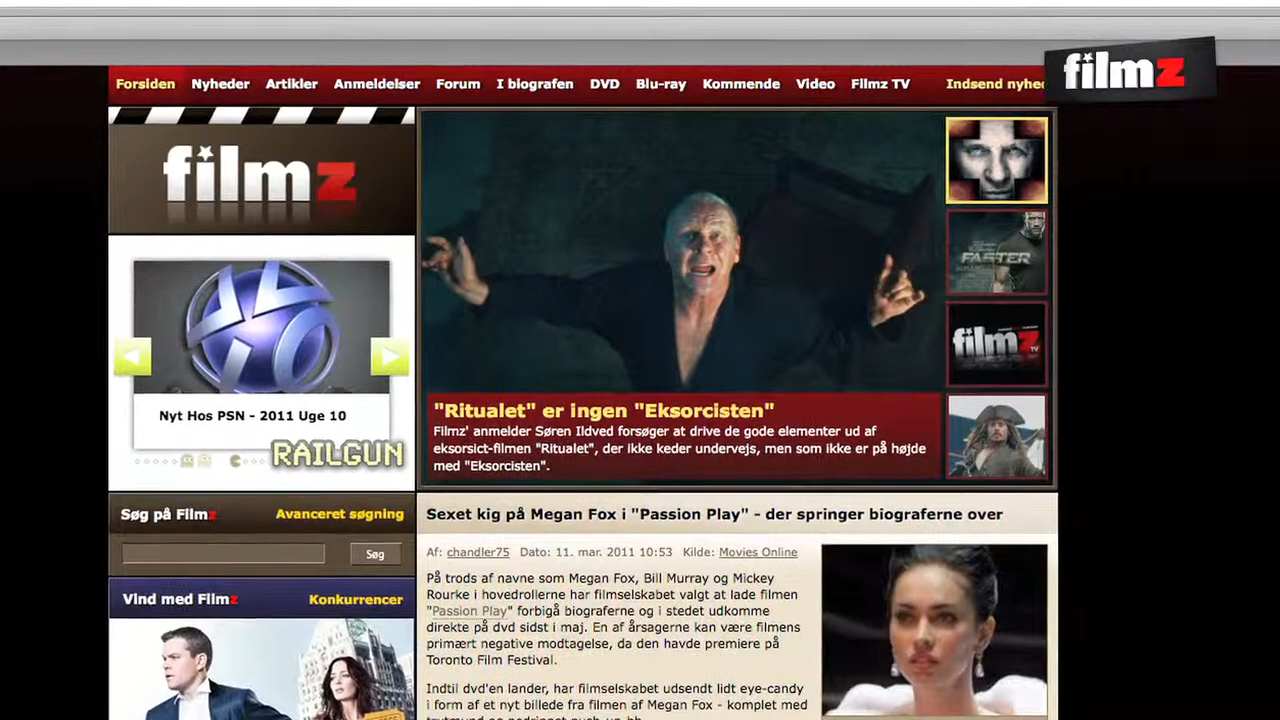 Forsiden Nyheder Artikler Anmeldelser Forum I biografen DVD Blu-ray Kommende Video Filmz TV Indsend nyhe
filmz
filmz
FASTER
filmz TV
Nyt Hos PSN - 2011 Uge 10
RAILGUN
"Ritualet" er ingen "Eksorcisten"
Filmz' anmelder Søren Ildved forsøger at drive de gode elementer ud af
eksorsict-filmen "Ritualet", der ikke keder undervejs, men som ikke er på højde
med "Eksorcisten".
Søg på Filmz Avanceret søgning
Søg
Vind med Filmz Konkurrencer
Sexet kig på Megan Fox i "Passion Play" - der springer biograferne over
Af: chandler75 Dato: 11. mar. 2011 10:53 Kilde: Movies Online
På trods af navne som Megan Fox, Bill Murray og Mickey
Rourke i hovedrollerne har filmselskabet valgt at lade filmen
"Passion Play" forbigå biograferne og i stedet udkomme
direkte på dvd sidst i maj. En af årsagerne kan være filmens
primært negative modtagelse, da den havde premiere på
Toronto Film Festival.
Indtil dvd'en lander, har filmselskabet udsendt lidt eye-candy
i form af et nyt billede fra filmen af Megan Fox - komplet med